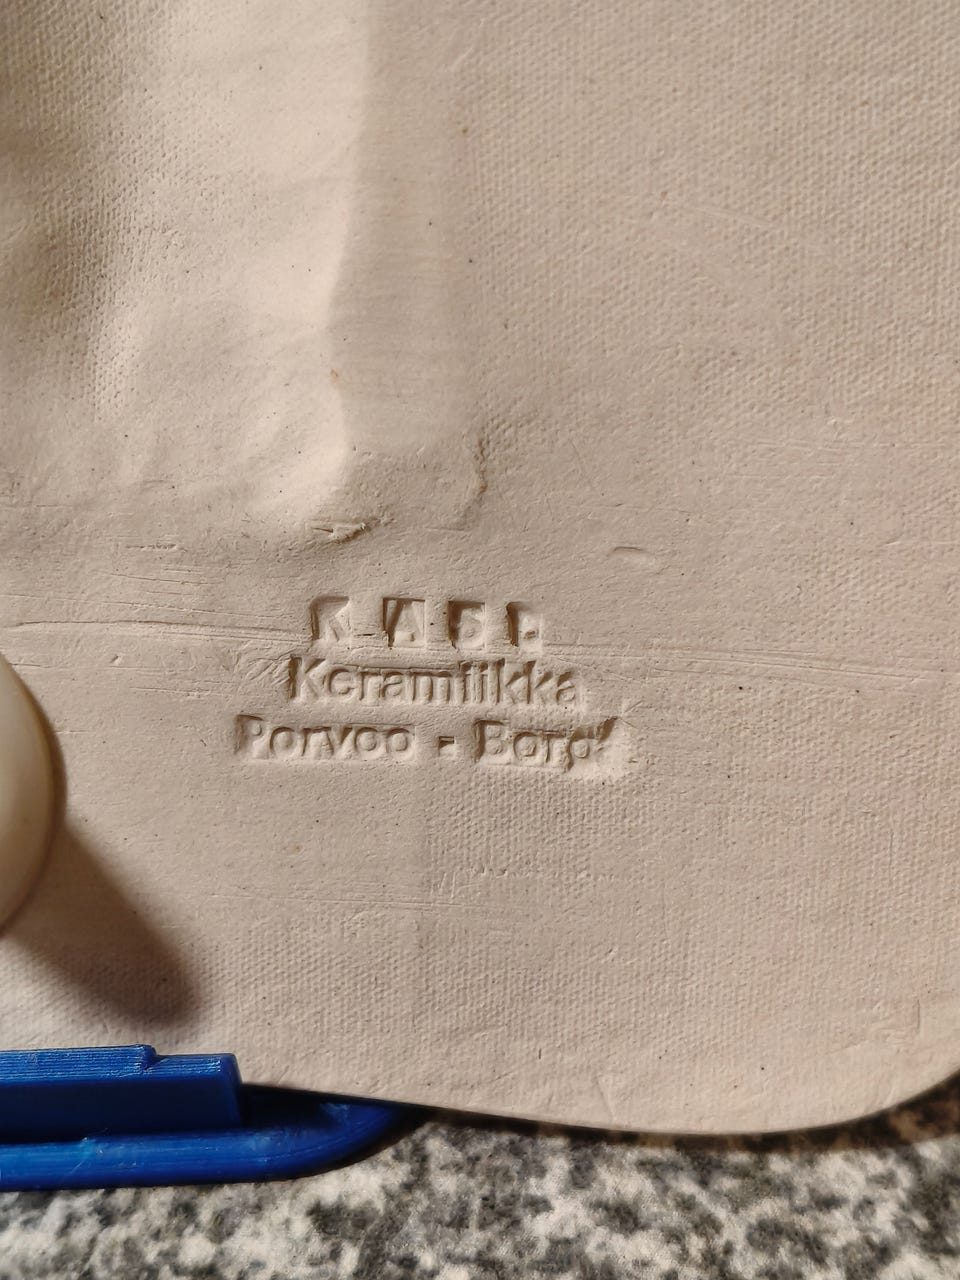 Keramiikka
Porvoo - Borgå